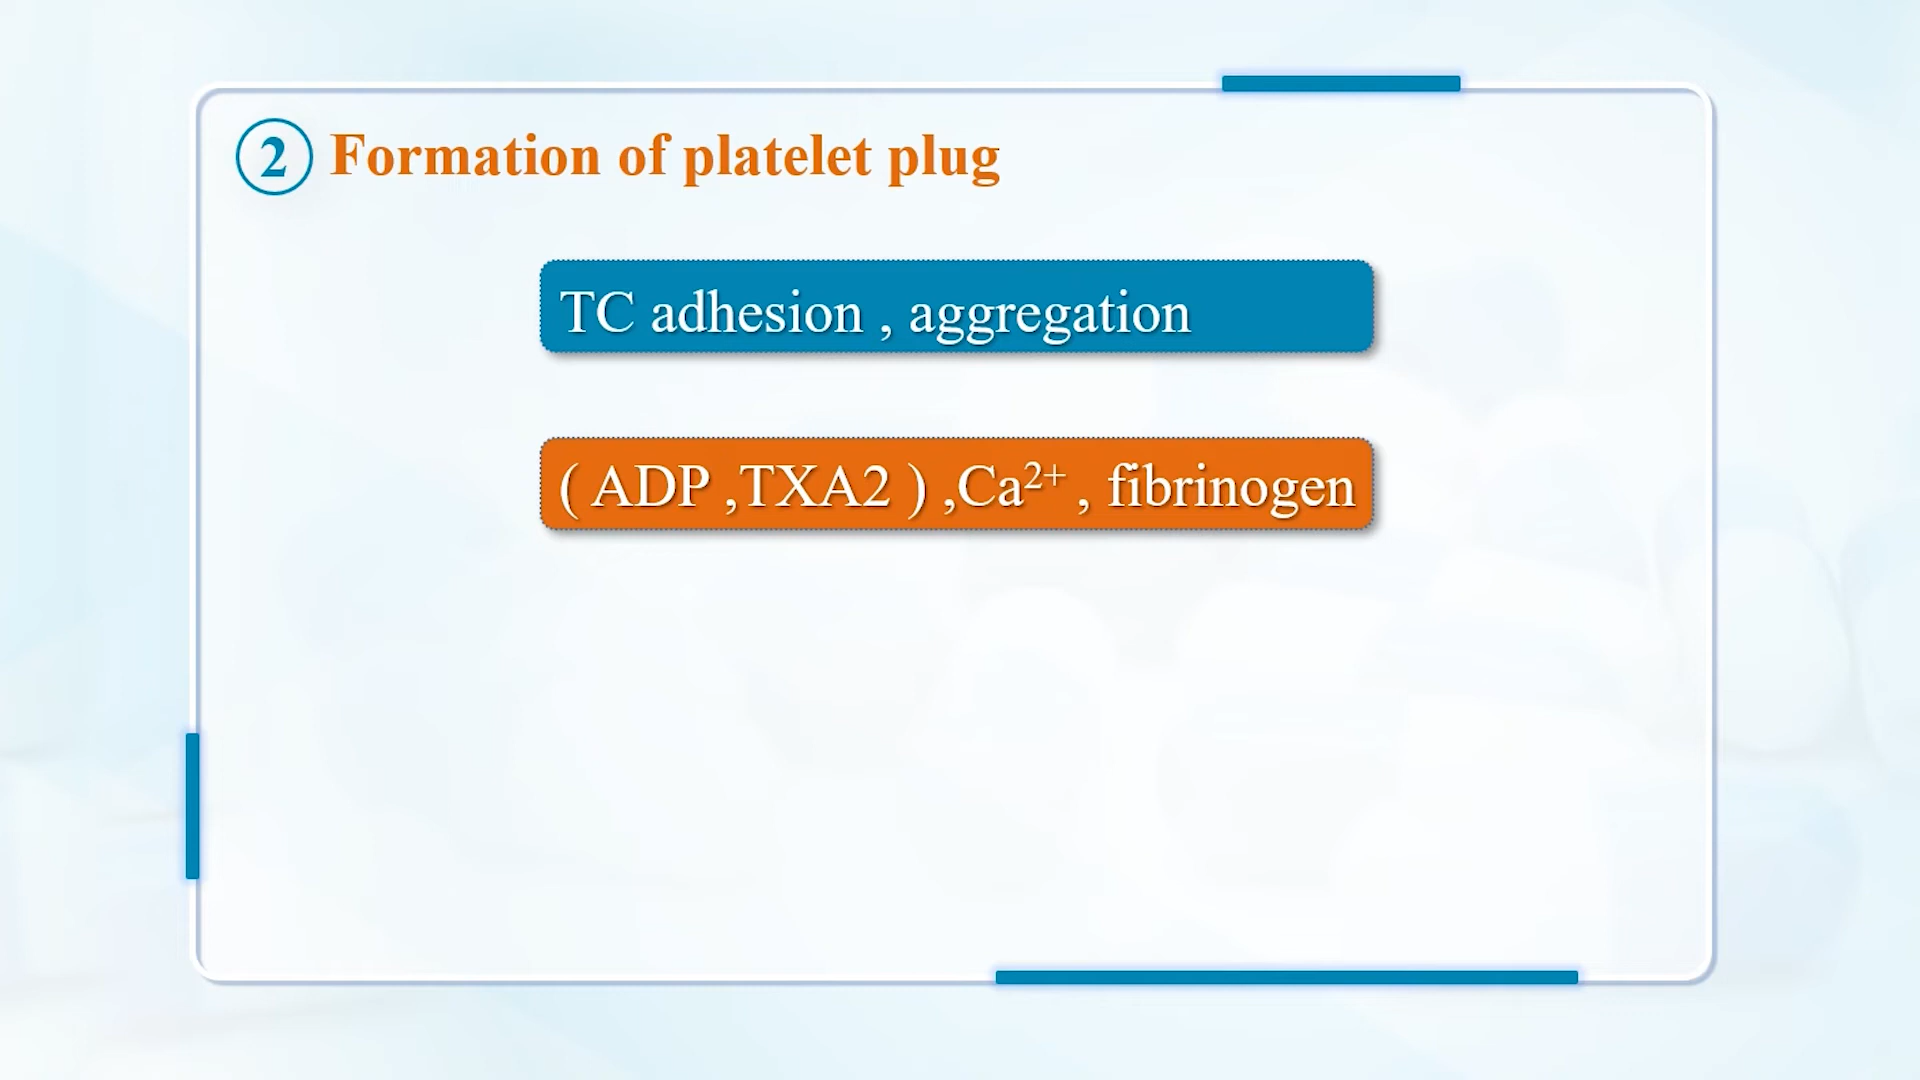 2 Formation of platelet plug
TC adhesion , aggregation
( ADP ,TXA2 ) ,Ca²⁺ , fibrinogen